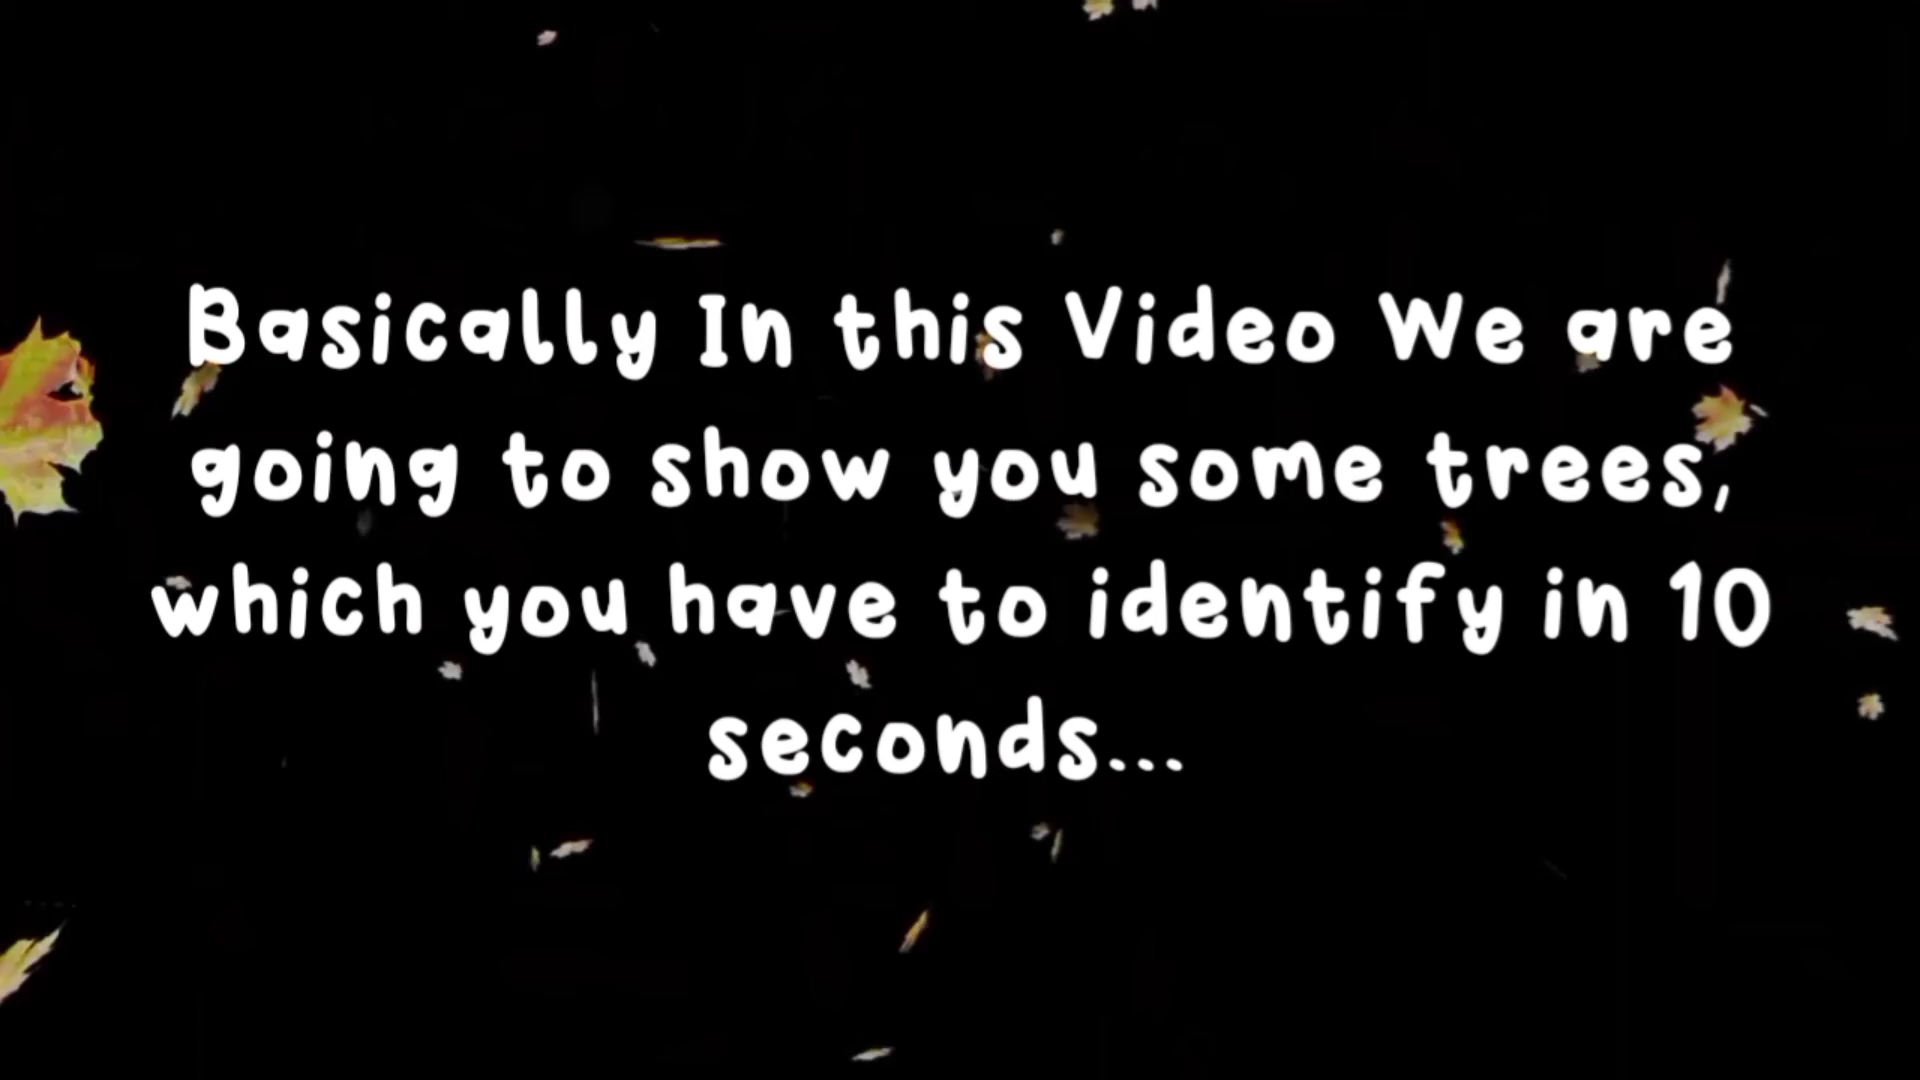 Basically In this Video We are
going to show you some trees,
which you have to identify in 10
seconds...